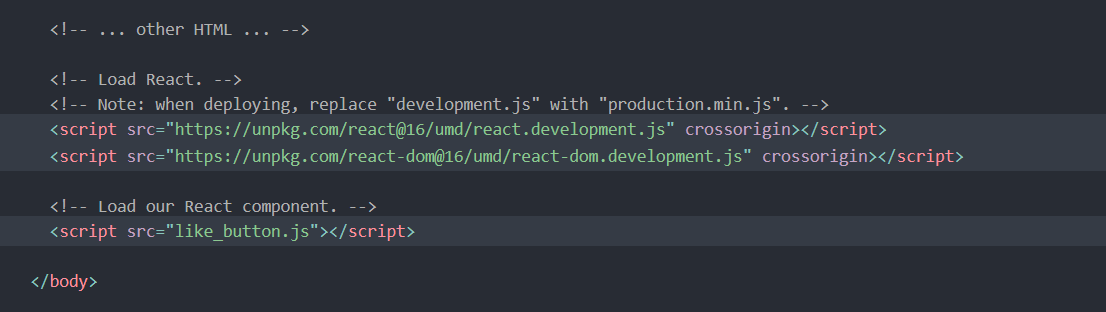 <!-- ... other HTML ... -->
<!-- Load React. -->
<!-- Note: when deploying, replace "development.js" with "production.min.js". -->
<script src="https://unpkg.com/react@16/umd/react.development.js" crossorigin></script>
<script src="https://unpkg.com/react-dom@16/umd/react-dom.development.js" crossorigin></script>
<!-- Load our React component. -->
<script src="like_button.js"></script>
</body>